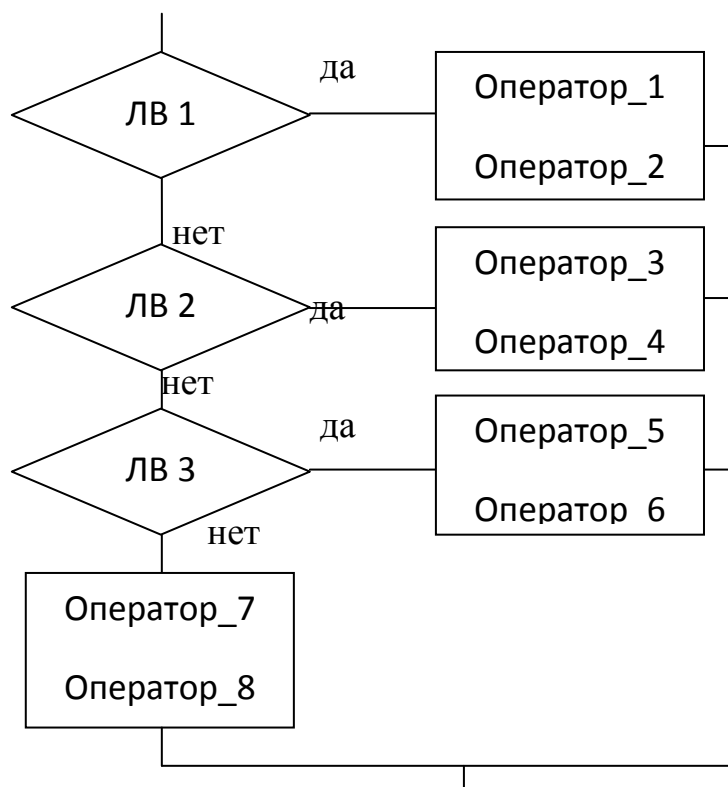 да
ЛВ 1
Оператор_1
Оператор_2
нет
ЛВ 2
да
Оператор_3
Оператор_4
нет
ЛВ 3
да
Оператор_5
Оператор_6
нет
Оператор_7
Оператор_8